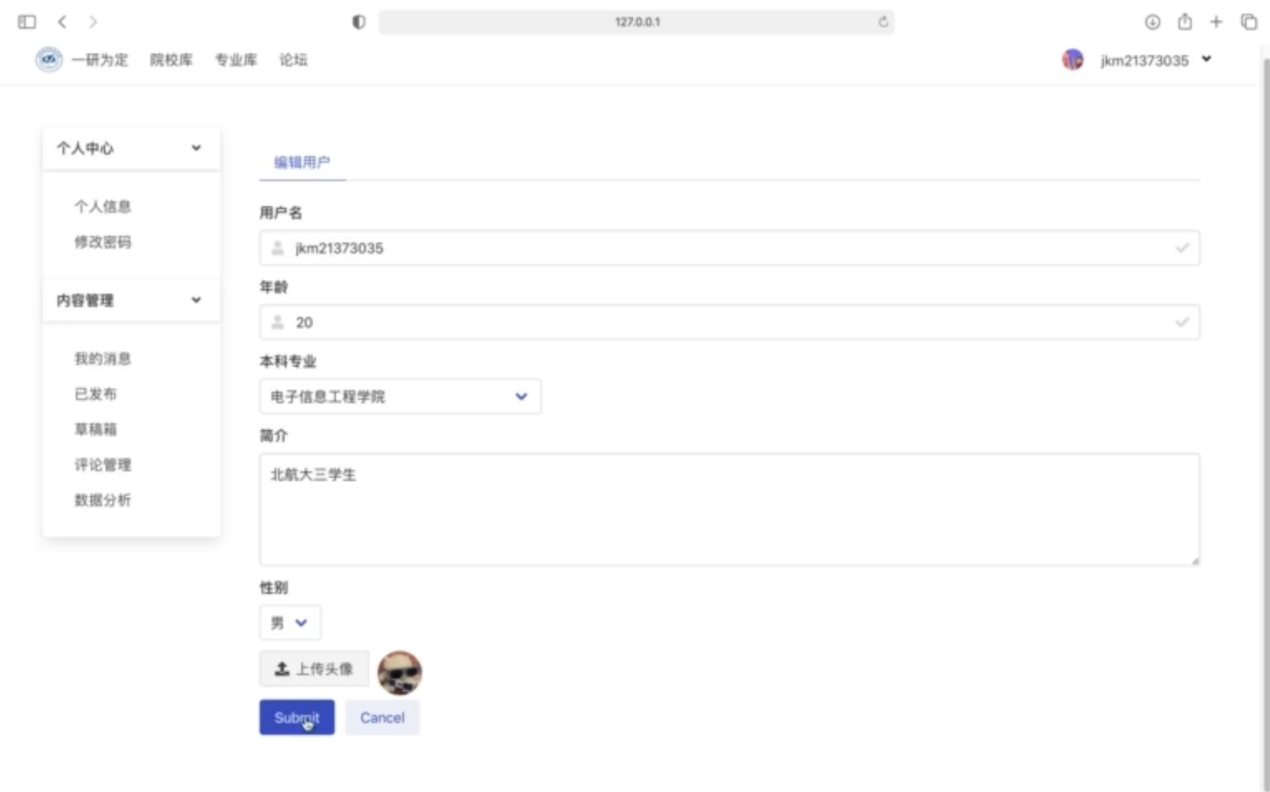 127.0.0.1
一研为定 院校库 专业库 论坛 jkm21373035
个人中心
个人信息
修改密码
内容管理
我的消息
已发布
草稿箱
评论管理
数据分析
编辑用户
用户名
jkm21373035
年龄
20
本科专业
电子信息工程学院
简介
北航大三学生
性别
男
上传头像
Submit Cancel